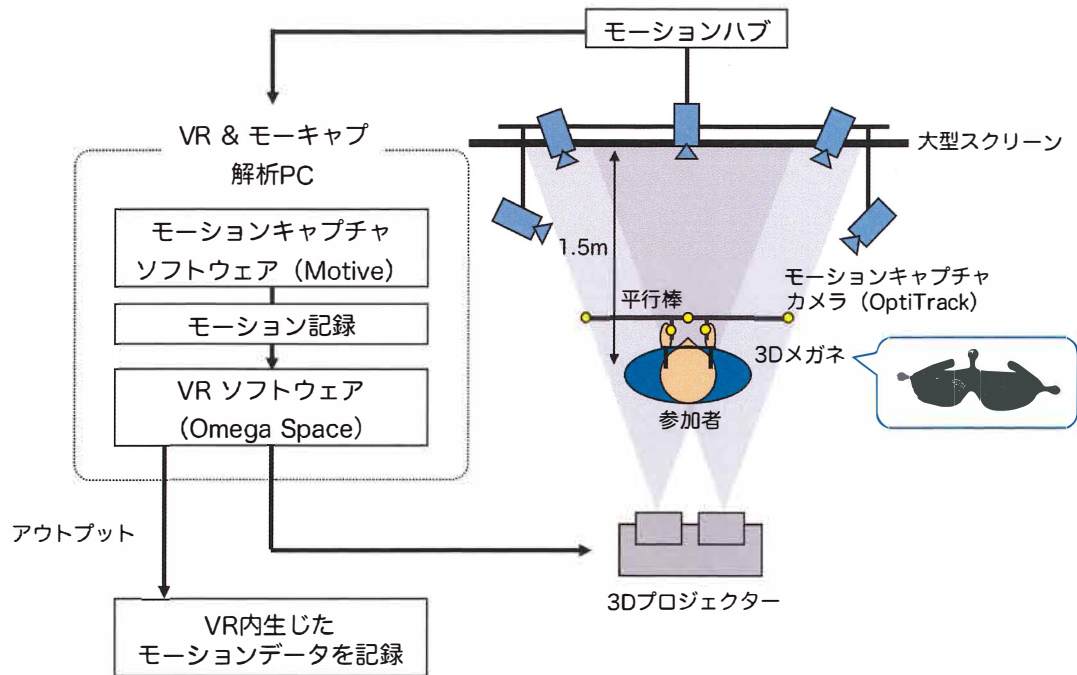 モーションハブ
VR & モーキャプ
解析PC
大型スクリーン
モーションキャプチャ
ソフトウェア（Motive）
1.5m
モーションキャプチャ
カメラ（OptiTrack）
平行棒
モーション記録
3Dメガネ
VR ソフトウェア
（Omega Space）
参加者
アウトプット
3Dプロジェクター
VR内生じた
モーションデータを記録